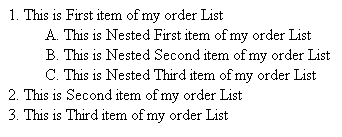 1. This is First item of my order List
A. This is Nested First item of my order List
B. This is Nested Second item of my order List
C. This is Nested Third item of my order List
2. This is Second item of my order List
3. This is Third item of my order List